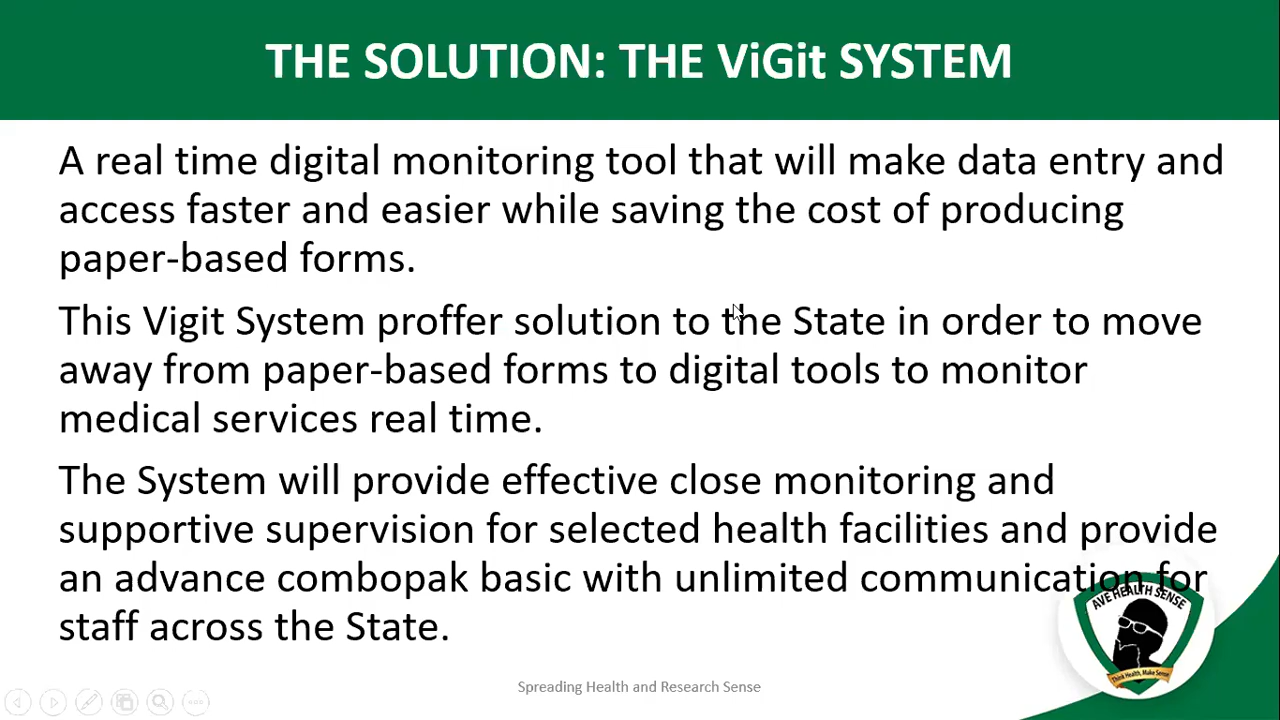 THE SOLUTION: THE ViGit SYSTEM
A real time digital monitoring tool that will make data entry and
access faster and easier while saving the cost of producing
paper-based forms.
This Vigit System proffer solution to the State in order to move
away from paper-based forms to digital tools to monitor
medical services real time.
The System will provide effective close monitoring and
supportive supervision for selected health facilities and provide
an advance combopak basic with unlimited communication for
staff across the State.
AVE HEALTH SENSE
Think Health, Make Sense
Spreading Health and Research Sense